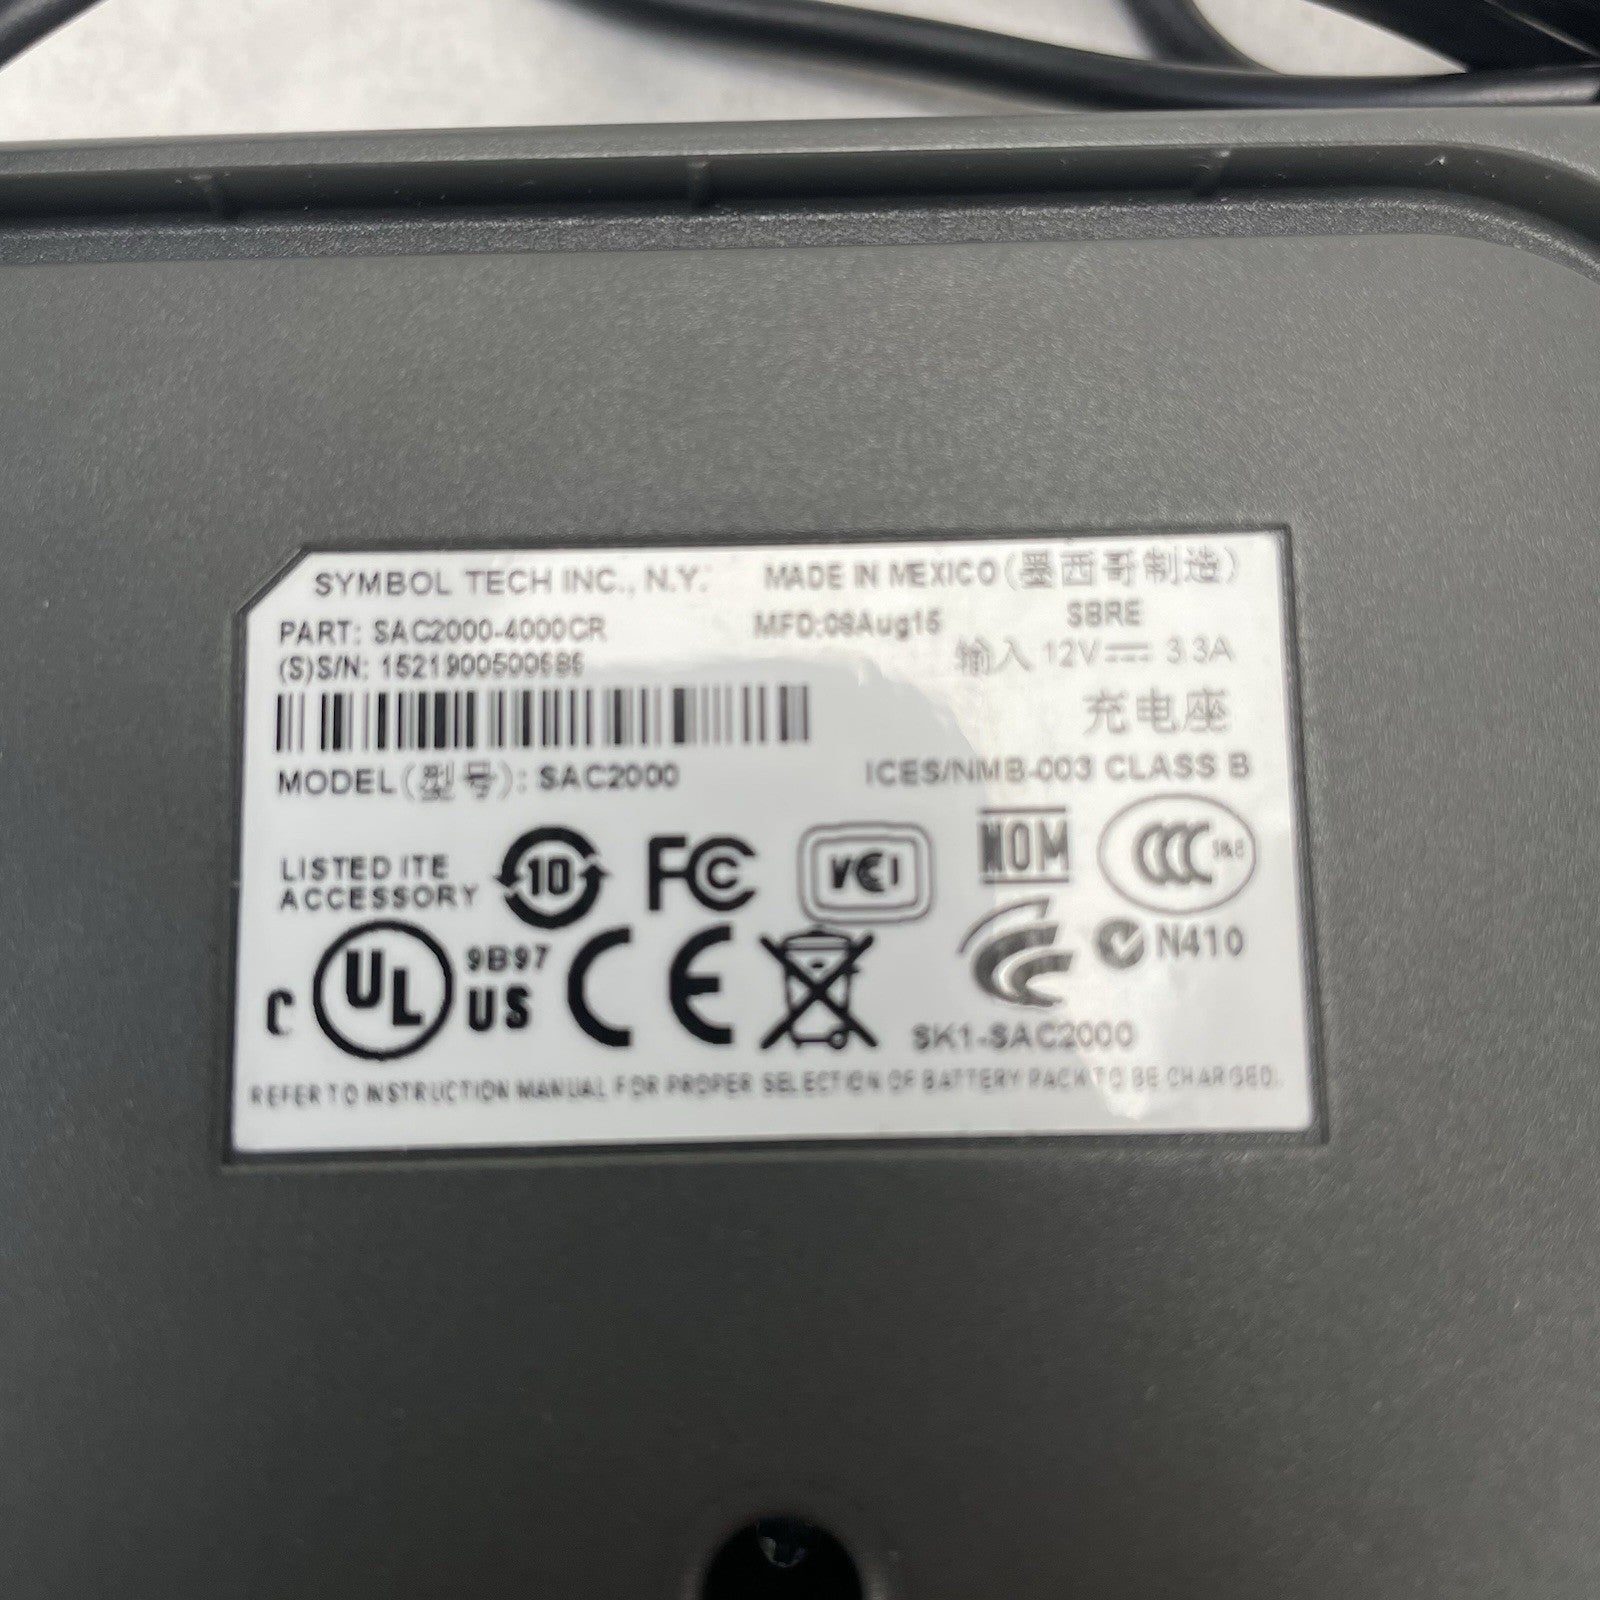 SYMBOL TECH INC., N.Y. MADE IN MEXICO (墨西哥制造)
PART: SAC2000-4000CR MFD:08Aug15 SBRE
(S)S/N: 1521900500686 输入 12V 3.3A
充电座
MODEL(型号): SAC2000 ICES/NMB-003 CLASS B
LISTED ITE
ACCESSORY
10 FC VCI NOM CCC S&E
C UL US 9B97 CE N410
SK1-SAC2000
REFER TO INSTRUCTION MANUAL FOR PROPER SELECTION OF BATTERY PACK TO BE CHARGED.